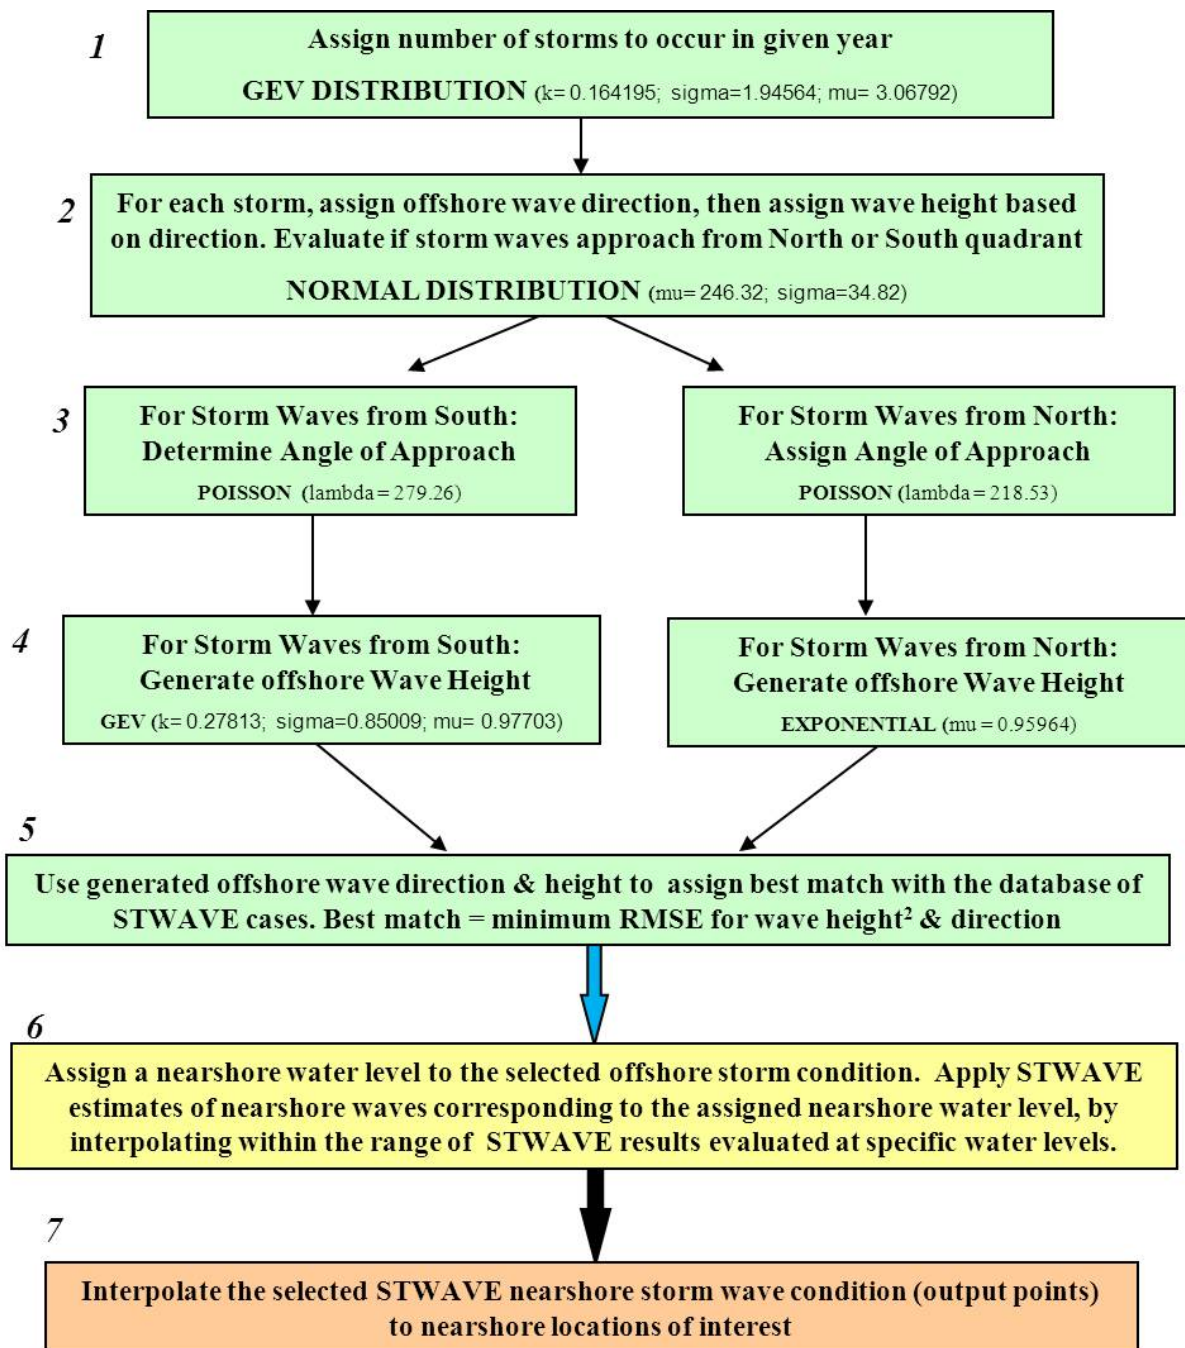 1
Assign number of storms to occur in given year
GEV DISTRIBUTION (k= 0.164195; sigma=1.94564; mu= 3.06792)
2
For each storm, assign offshore wave direction, then assign wave height based
on direction. Evaluate if storm waves approach from North or South quadrant
NORMAL DISTRIBUTION (mu= 246.32; sigma=34.82)
3
For Storm Waves from South:
Determine Angle of Approach
POISSON (lambda = 279.26)
For Storm Waves from North:
Assign Angle of Approach
POISSON (lambda = 218.53)
4
For Storm Waves from South:
Generate offshore Wave Height
GEV (k= 0.27813; sigma=0.85009; mu= 0.97703)
For Storm Waves from North:
Generate offshore Wave Height
EXPONENTIAL (mu = 0.95964)
5
Use generated offshore wave direction & height to assign best match with the database of
STWAVE cases. Best match = minimum RMSE for wave height² & direction
6
Assign a nearshore water level to the selected offshore storm condition. Apply STWAVE
estimates of nearshore waves corresponding to the assigned nearshore water level, by
interpolating within the range of STWAVE results evaluated at specific water levels.
7
Interpolate the selected STWAVE nearshore storm wave condition (output points)
to nearshore locations of interest